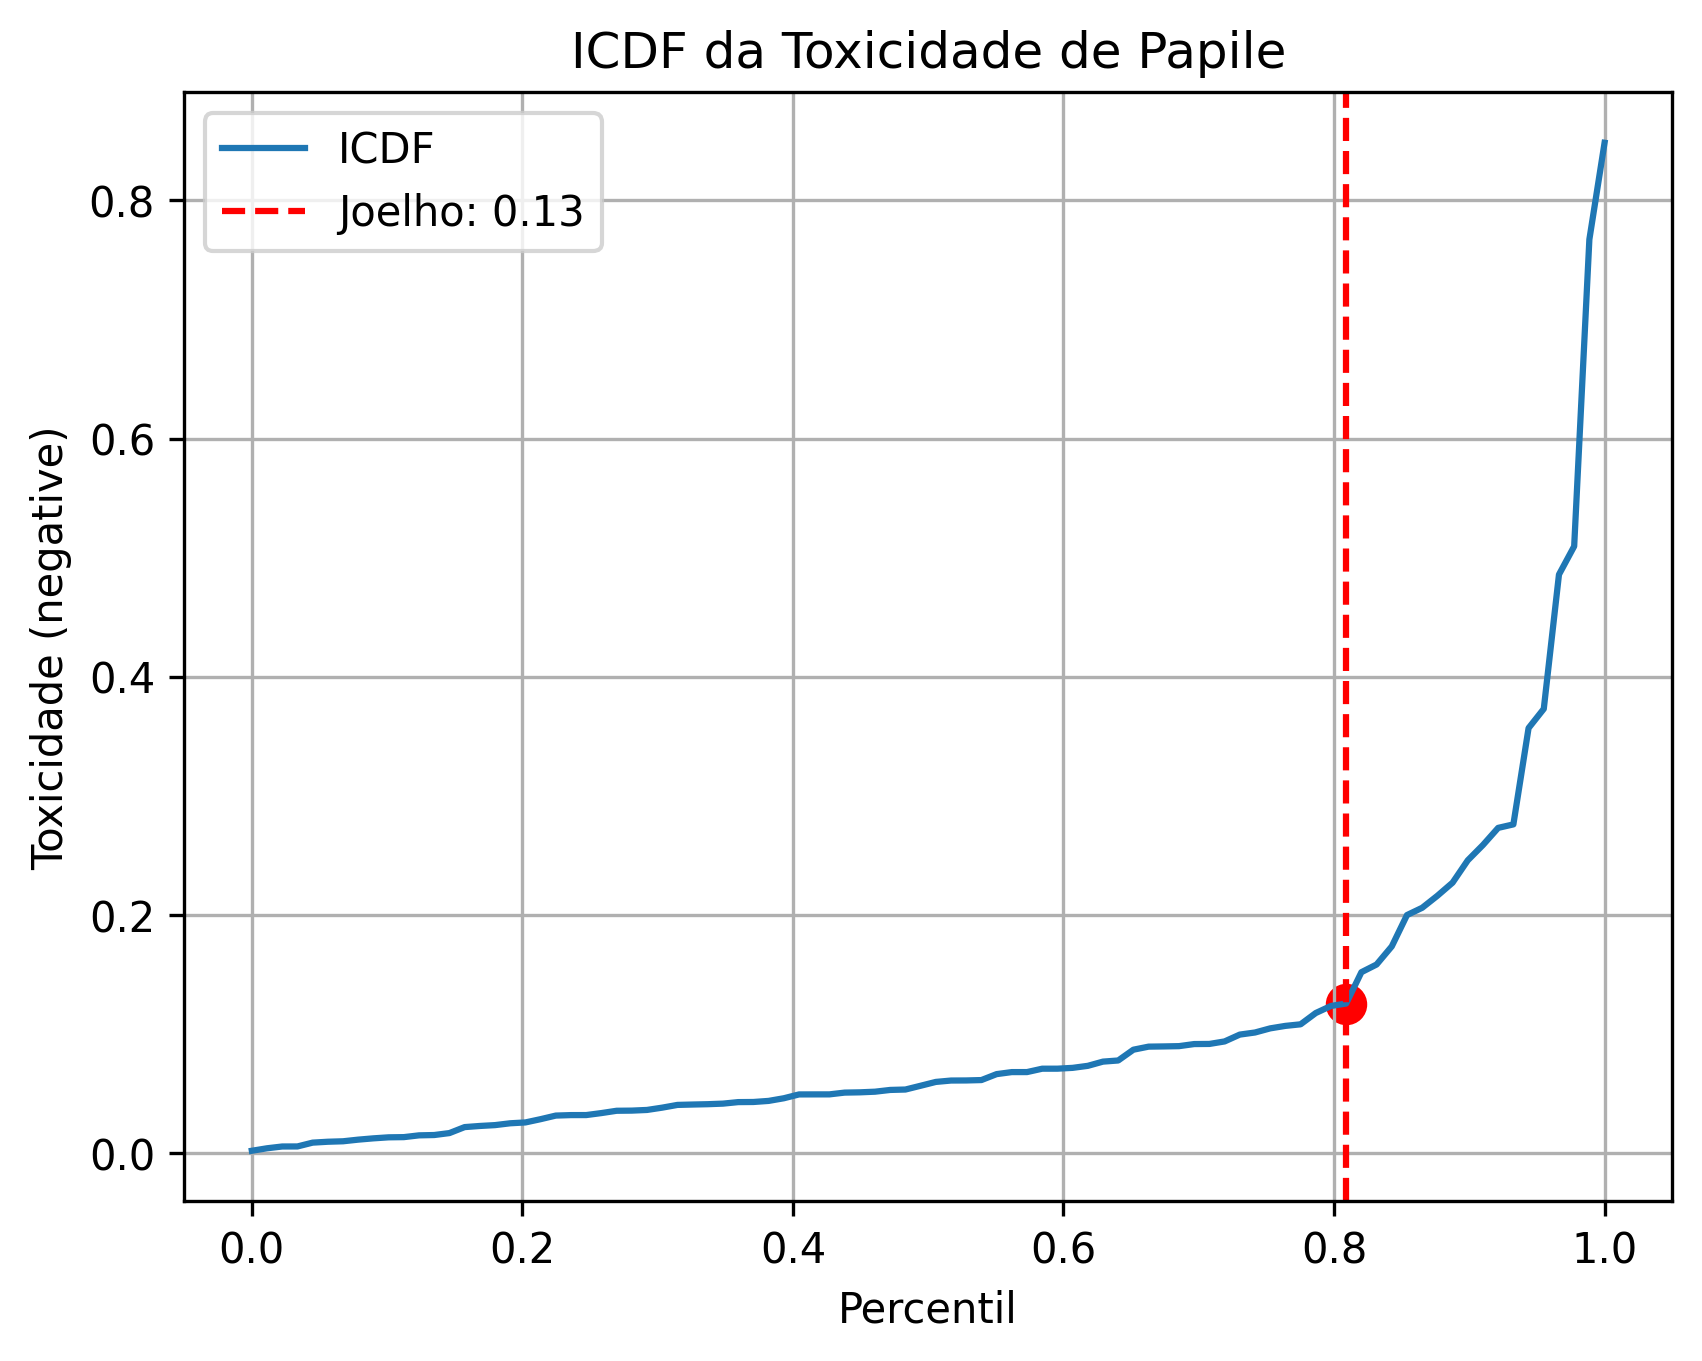 ICDF da Toxicidade de Papile
ICDF
Joelho: 0.13
Toxicidade (negative)
0.8
0.6
0.4
0.2
0.0
0.0 0.2 0.4 0.6 0.8 1.0
Percentil